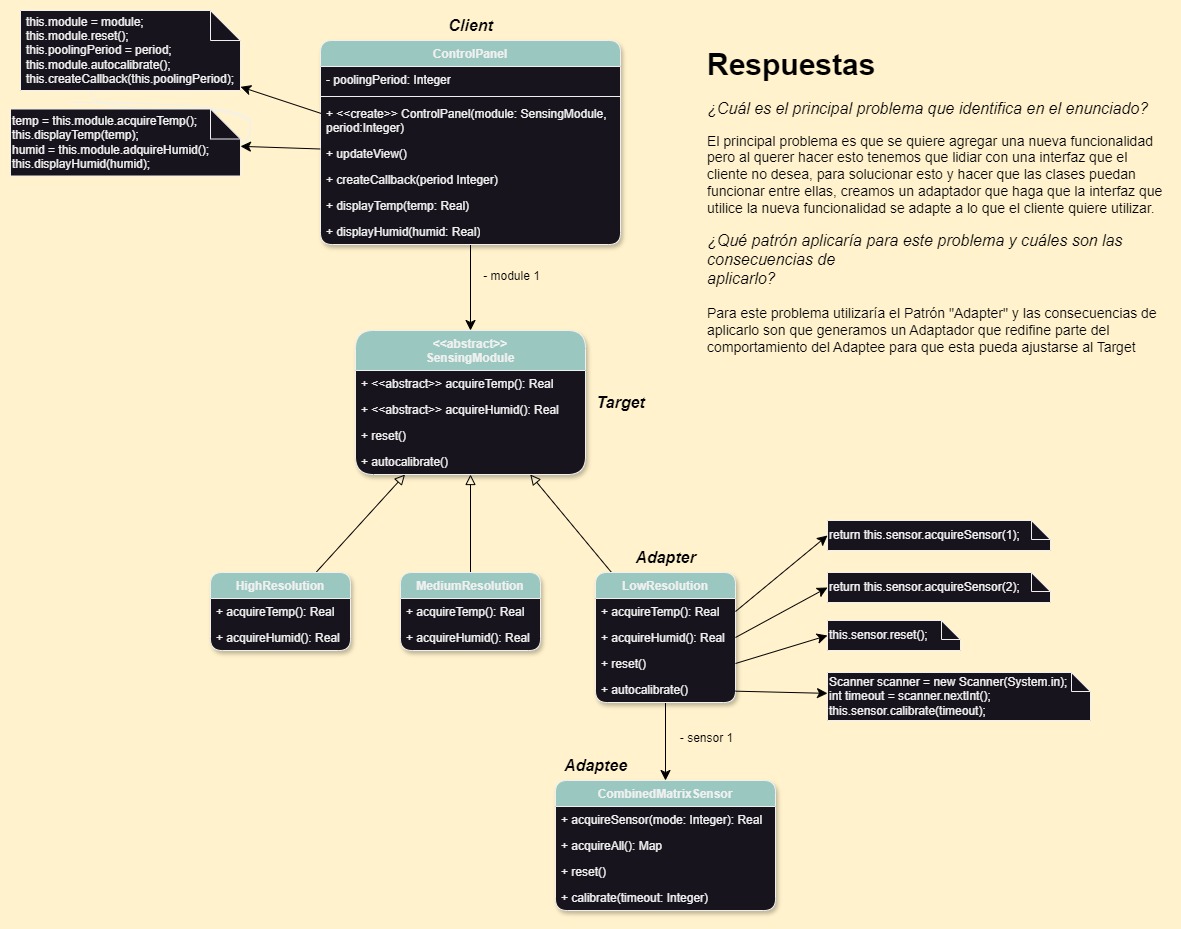 this.module = module;
this.module.reset();
this.poolingPeriod = period;
this.module.autocalibrate();
this.createCallback(this.poolingPeriod);
temp = this.module.acquireTemp();
this.displayTemp(temp);
humid = this.module.adquireHumid();
this.displayHumid(humid);
Client
ControlPanel
- poolingPeriod: Integer
+ <<create>> ControlPanel(module: SensingModule,
period:Integer)
+ updateView()
+ createCallback(period Integer)
+ displayTemp(temp: Real)
+ displayHumid(humid: Real)
- module 1
Respuestas
¿Cuál es el principal problema que identifica en el enunciado?
El principal problema es que se quiere agregar una nueva funcionalidad
pero al querer hacer esto tenemos que lidiar con una interfaz que el
cliente no desea, para solucionar esto y hacer que las clases puedan
funcionar entre ellas, creamos un adaptador que haga que la interfaz que
utilice la nueva funcionalidad se adapte a lo que el cliente quiere utilizar.
¿Qué patrón aplicaría para este problema y cuáles son las
consecuencias de
aplicarlo?
Para este problema utilizaría el Patrón "Adapter" y las consecuencias de
aplicarlo son que generamos un Adaptador que redifine parte del
comportamiento del Adaptee para que esta pueda ajustarse al Target
<<abstract>>
SensingModule
+ <<abstract>> acquireTemp(): Real
+ <<abstract>> acquireHumid(): Real
+ reset()
+ autocalibrate()
Target
HighResolution
+ acquireTemp(): Real
+ acquireHumid(): Real
MediumResolution
+ acquireTemp(): Real
+ acquireHumid(): Real
Adapter
LowResolution
+ acquireTemp(): Real
+ acquireHumid(): Real
+ reset()
+ autocalibrate()
return this.sensor.acquireSensor(1);
return this.sensor.acquireSensor(2);
this.sensor.reset();
Scanner scanner = new Scanner(System.in);
int timeout = scanner.nextInt();
this.sensor.calibrate(timeout);
- sensor 1
Adaptee
CombinedMatrixSensor
+ acquireSensor(mode: Integer): Real
+ acquireAll(): Map
+ reset()
+ calibrate(timeout: Integer)